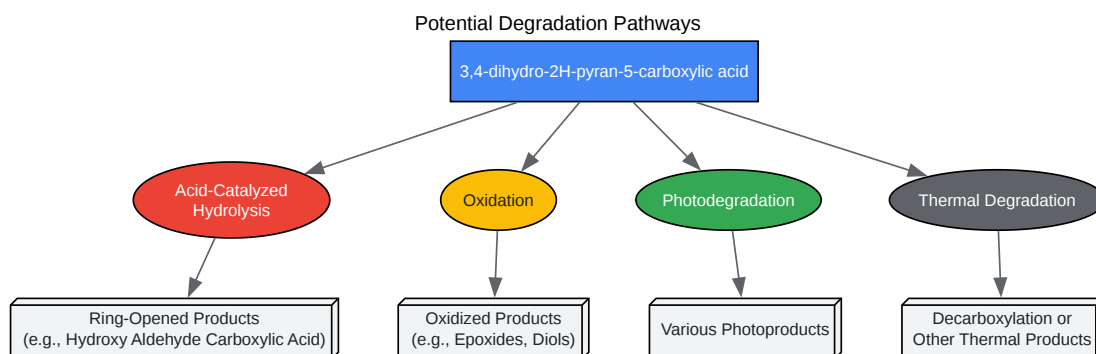 Potential Degradation Pathways
3,4-dihydro-2H-pyran-5-carboxylic acid
Acid-Catalyzed
Hydrolysis
Oxidation
Photodegradation
Thermal Degradation
Ring-Opened Products
(e.g., Hydroxy Aldehyde Carboxylic Acid)
Oxidized Products
(e.g., Epoxides, Diols)
Various Photoproducts
Decarboxylation or
Other Thermal Products